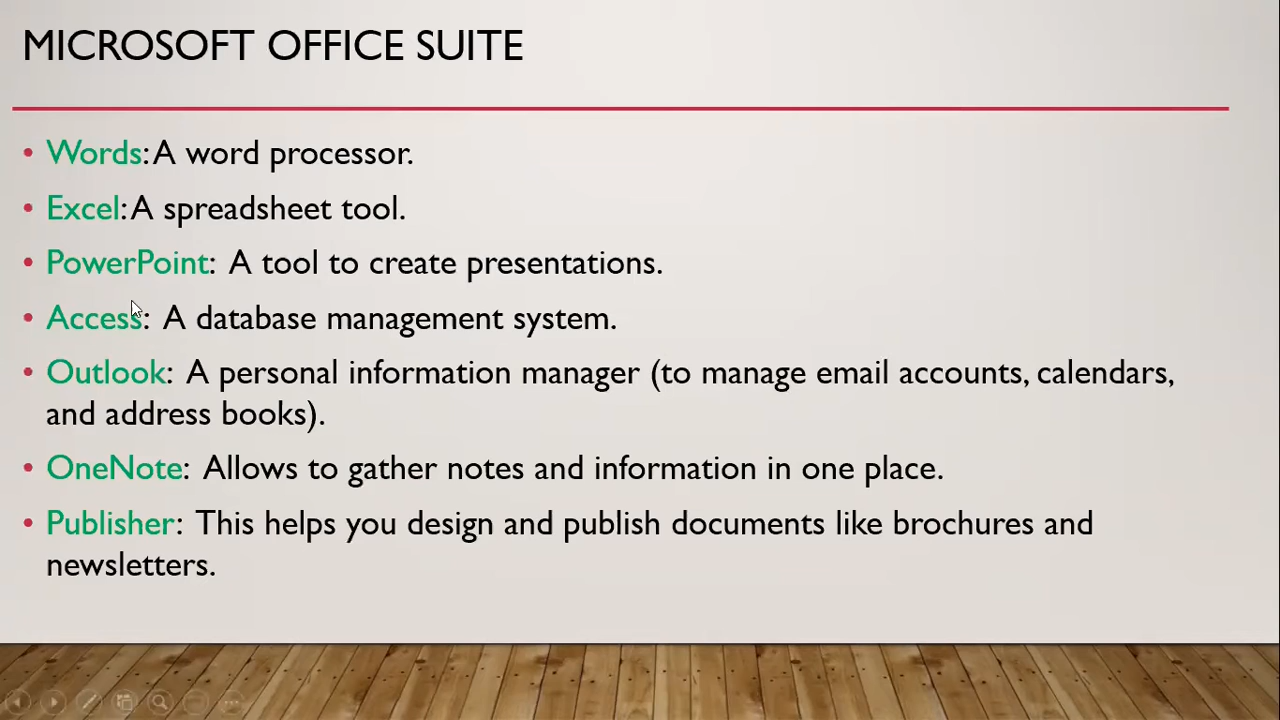 MICROSOFT OFFICE SUITE
• Words: A word processor.
• Excel: A spreadsheet tool.
• PowerPoint: A tool to create presentations.
• Access: A database management system.
• Outlook: A personal information manager (to manage email accounts, calendars,
and address books).
• OneNote: Allows to gather notes and information in one place.
• Publisher: This helps you design and publish documents like brochures and
newsletters.